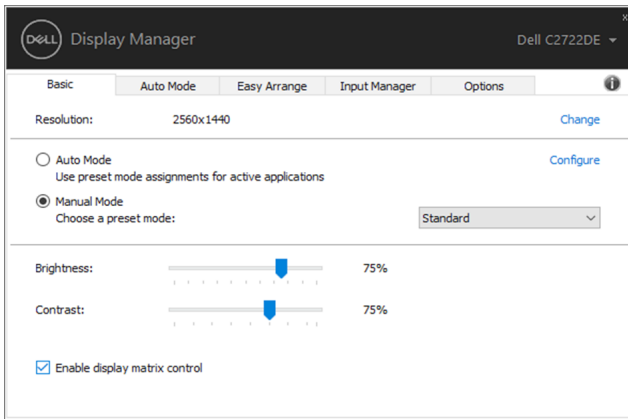 DELL Display Manager Dell C2722DE
x
Basic Auto Mode Easy Arrange Input Manager Options i
Resolution: 2560x1440 Change
Auto Mode Configure
Use preset mode assignments for active applications
Manual Mode
Choose a preset mode: Standard
Brightness: 75%
Contrast: 75%
Enable display matrix control